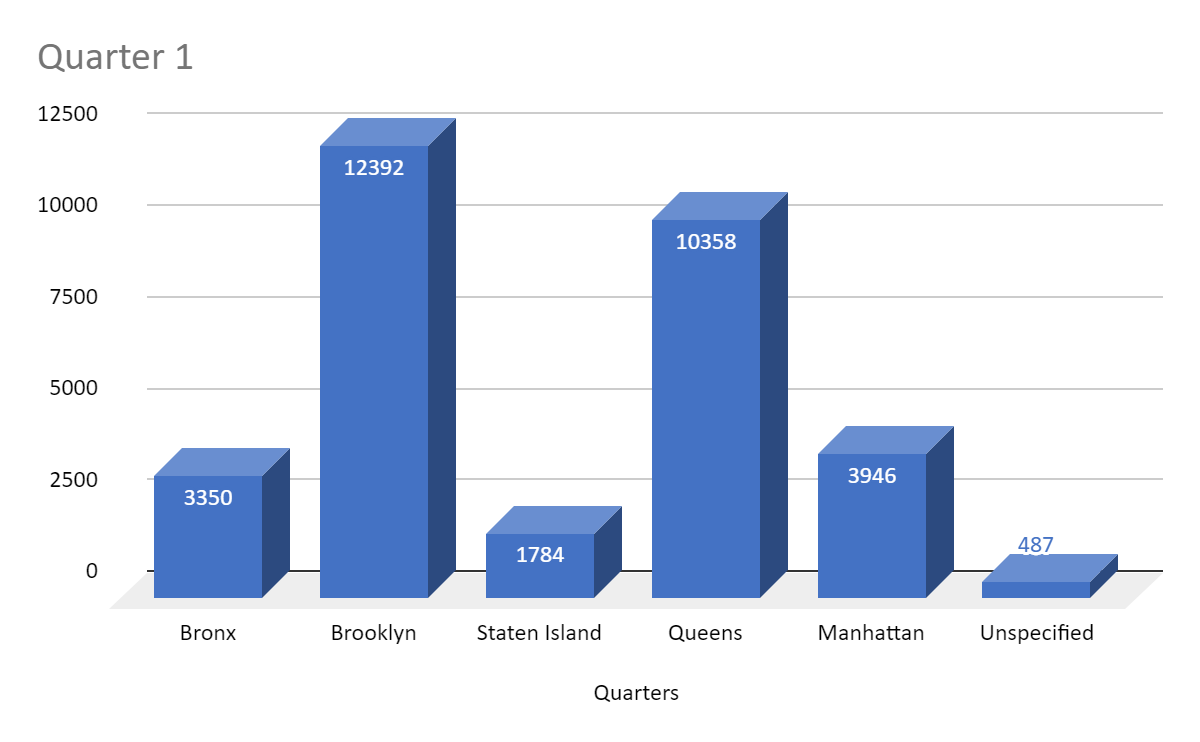 Quarter 1
12500
10000
7500
5000
2500
0
3350
12392
1784
10358
3946
487
Bronx
Brooklyn
Staten Island
Queens
Manhattan
Unspecified
Quarters